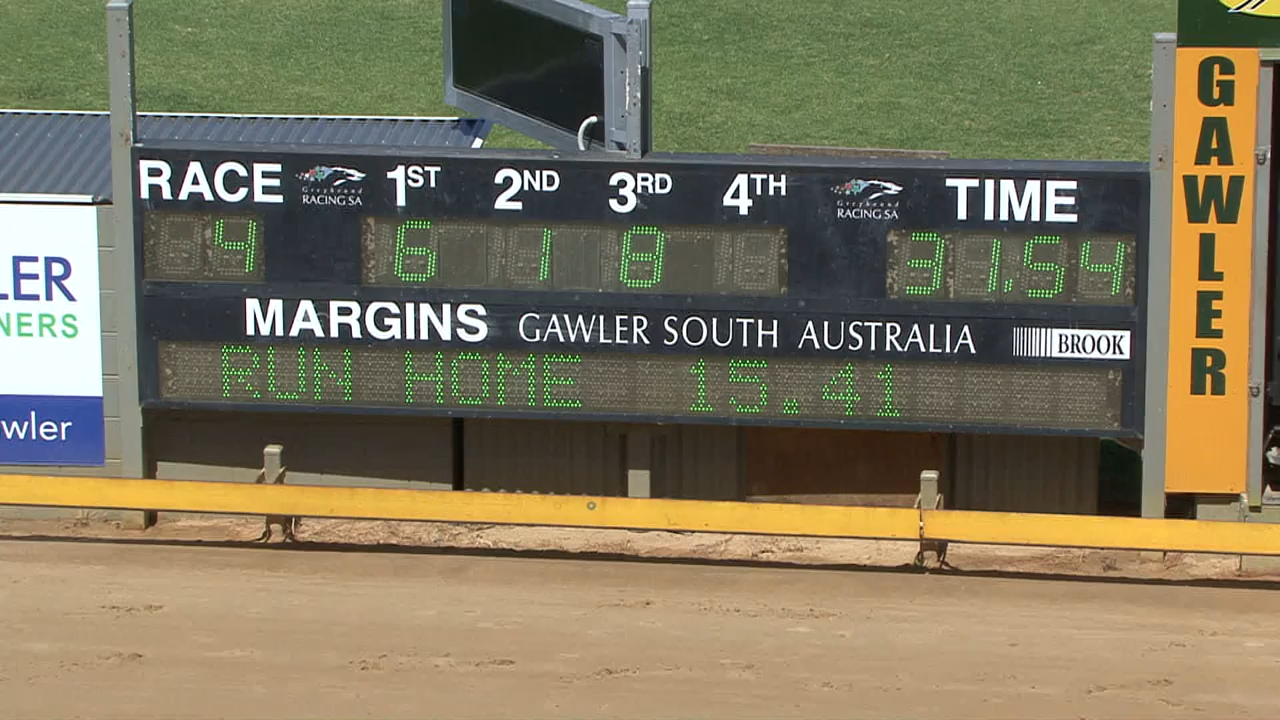 RACE Greyhound RACING SA 1ST 2ND 3RD 4TH Greyhound RACING SA TIME
4 6 1 8 31.54
MARGINS GAWLER SOUTH AUSTRALIA BROOK
RUN HOME 15.41
GAWLER
LER
NERS
wler